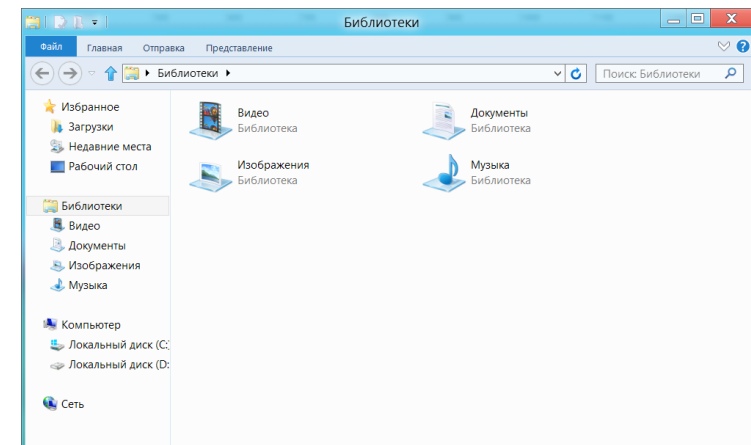 Библиотеки
Файл Главная Отправка Представление
Библиотеки Поиск: Библиотеки
Избранное
Загрузки
Недавние места
Рабочий стол
Библиотеки
Видео
Документы
Изображения
Музыка
Компьютер
Локальный диск (C:
Локальный диск (D:
Сеть
Видео
Библиотека
Документы
Библиотека
Изображения
Библиотека
Музыка
Библиотека